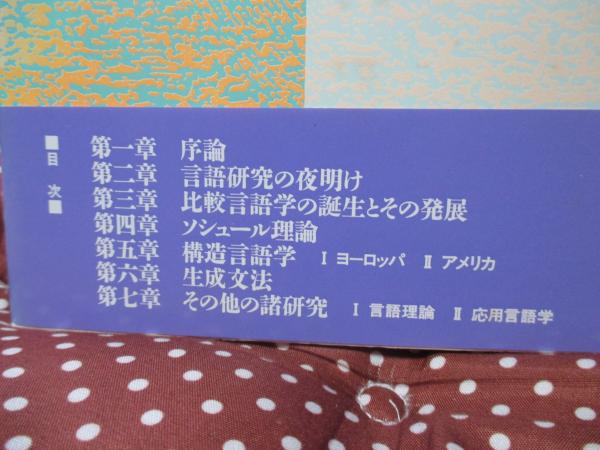 ■目次■
第一章 序論
第二章 言語研究の夜明け
第三章 比較言語学の誕生とその発展
第四章 ソシュール理論
第五章 構造言語学 Ⅰ ヨーロッパ Ⅱ アメリカ
第六章 生成文法
第七章 その他の諸研究 Ⅰ 言語理論 Ⅱ 応用言語学